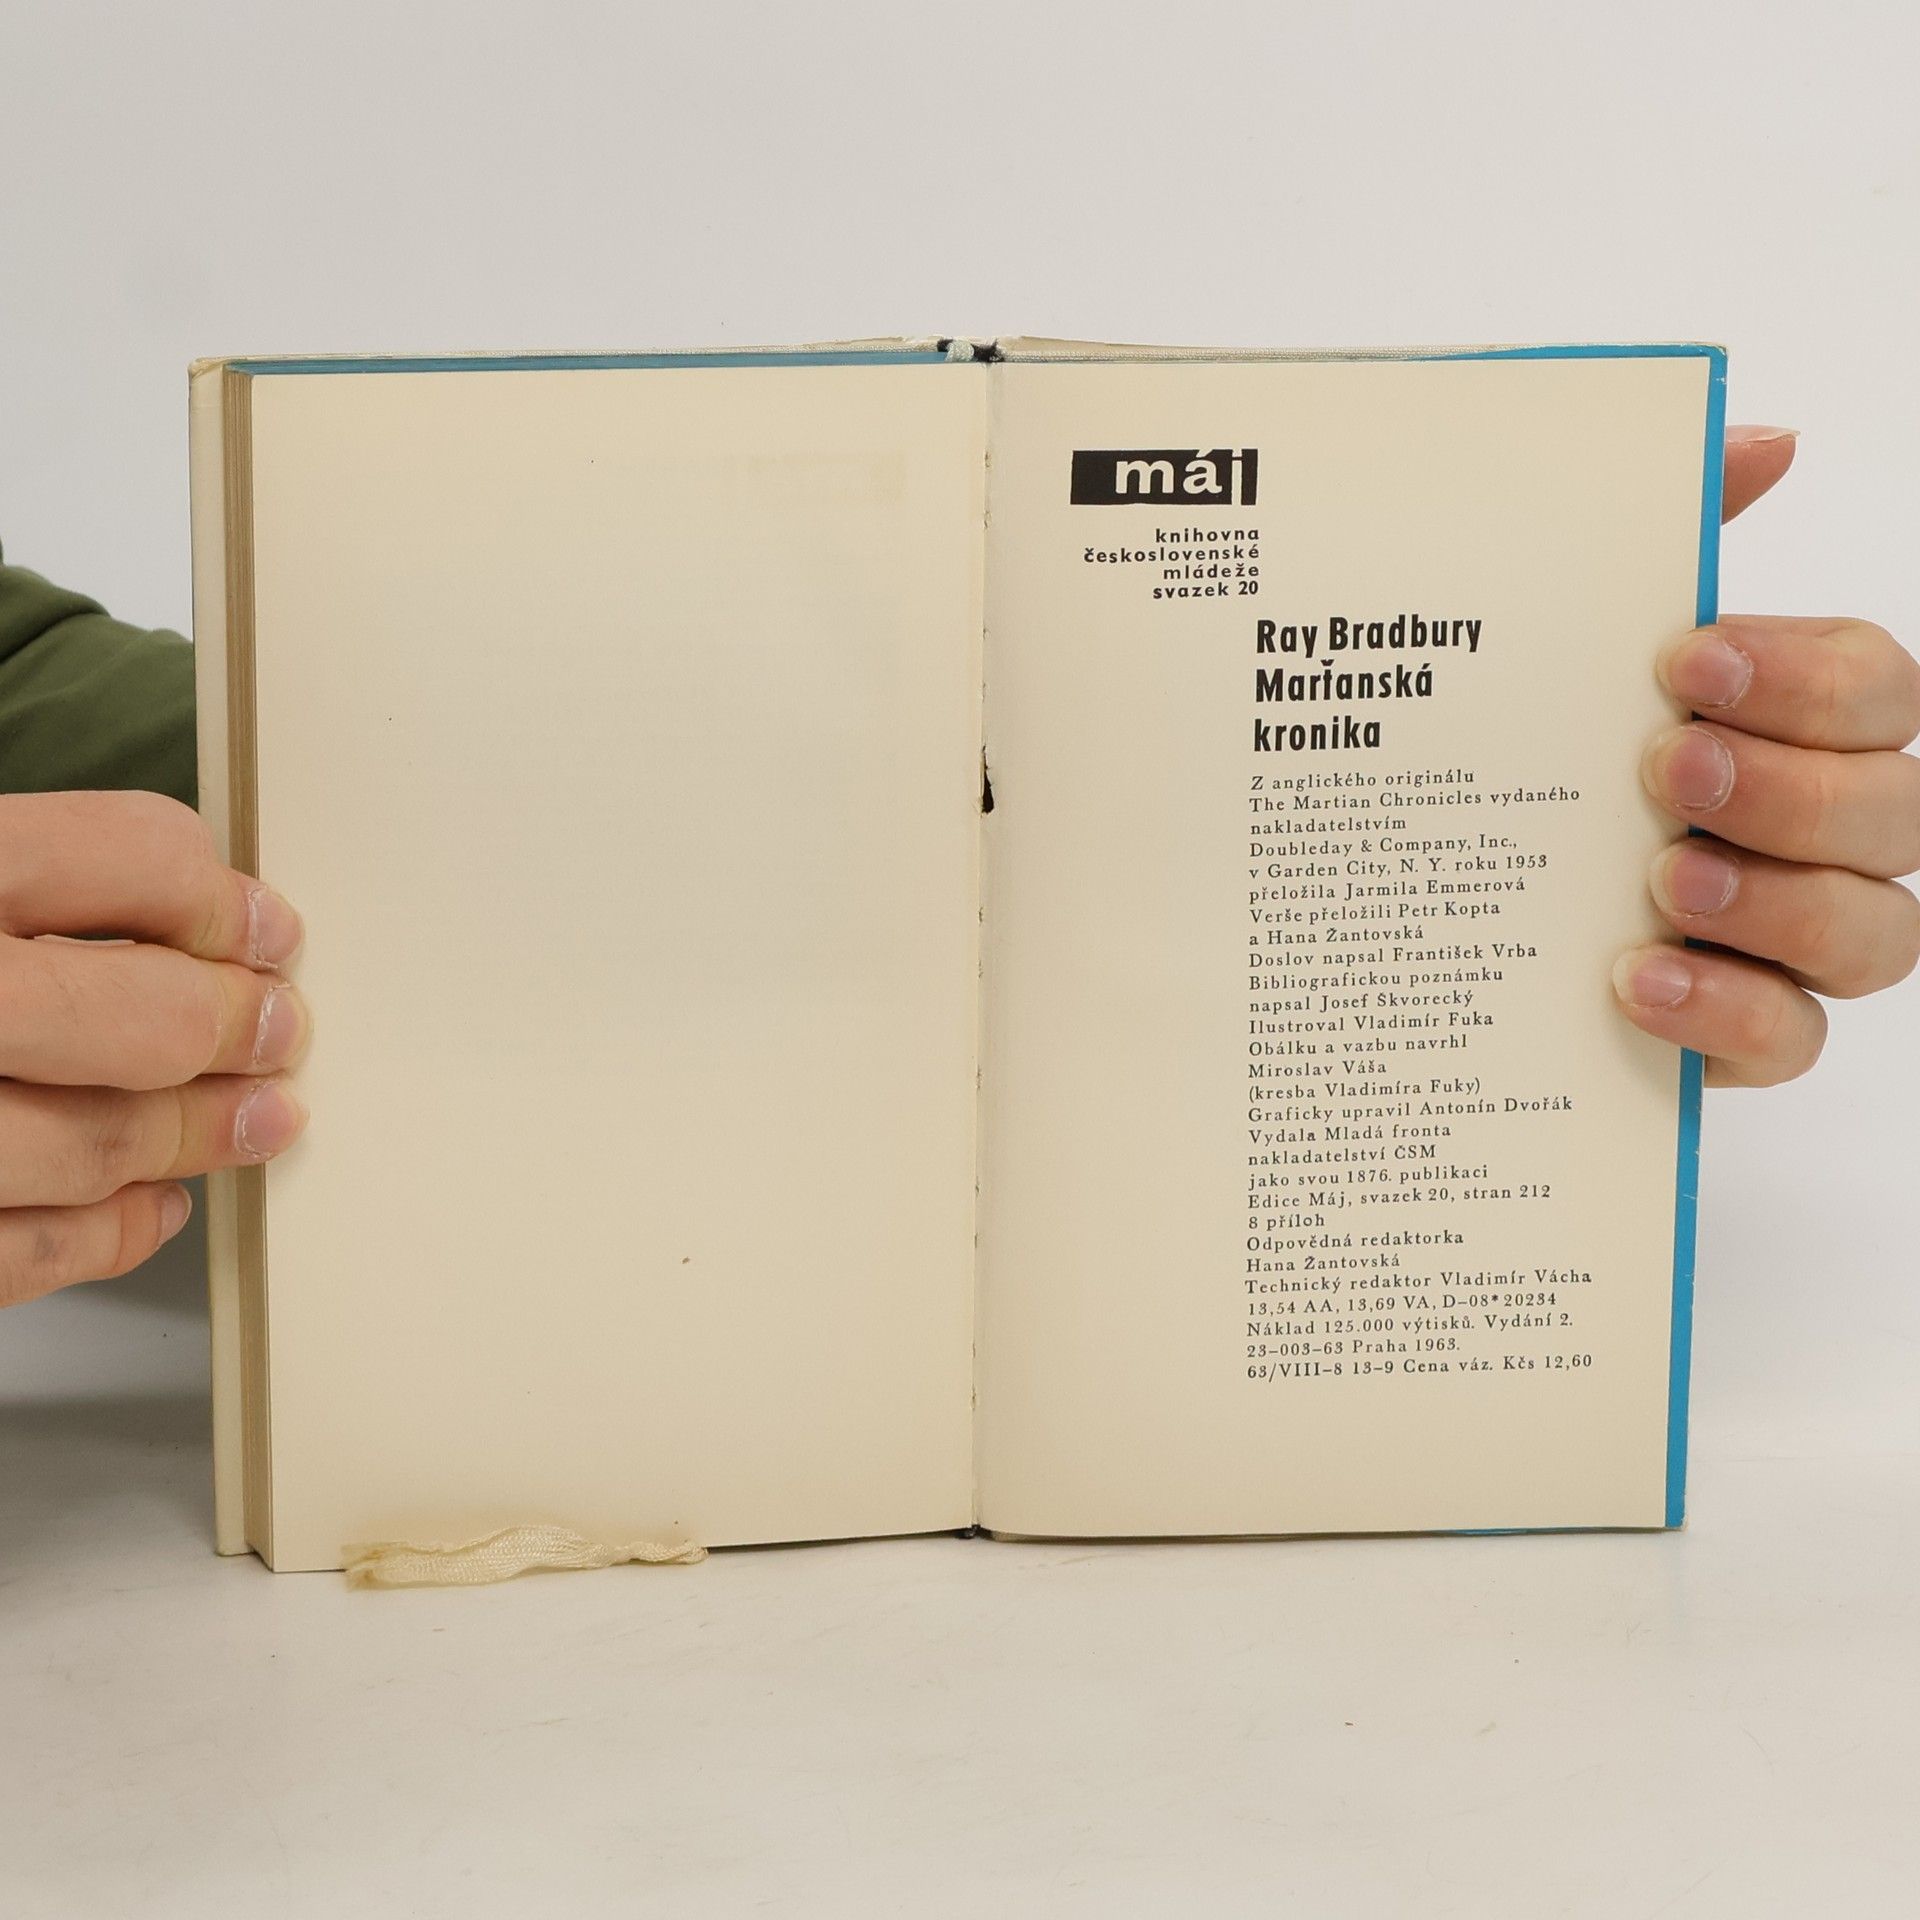 máj
knihovna
československé
mládeže
svazek 20
Ray Bradbury
Marťanská
kronika
Z anglického originálu
The Martian Chronicles vydaného
nakladatelstvím
Doubleday & Company, Inc.,
v Garden City, N. Y. roku 1953
přeložila Jarmila Emmerová
Verše přeložili Petr Kopta
a Hana Žantovská
Doslov napsal František Vrba
Bibliografickou poznámku
napsal Josef Škvorecký
Ilustroval Vladimír Fuka
Obálku a vazbu navrhl
Miroslav Váša
(kresba Vladimíra Fuky)
Graficky upravil Antonín Dvořák
Vydala Mladá fronta
nakladatelství ČSM
jako svou 1876. publikaci
Edice Máj, svazek 20, stran 212
8 příloh
Odpovědná redaktorka
Hana Žantovská
Technický redaktor Vladimír Vácha
13,54 AA, 13,69 VA, D–08*20234
Náklad 125.000 výtisků. Vydání 2.
23–003–63 Praha 1963.
63/VIII–8 13–9 Cena váz. Kčs 12,60